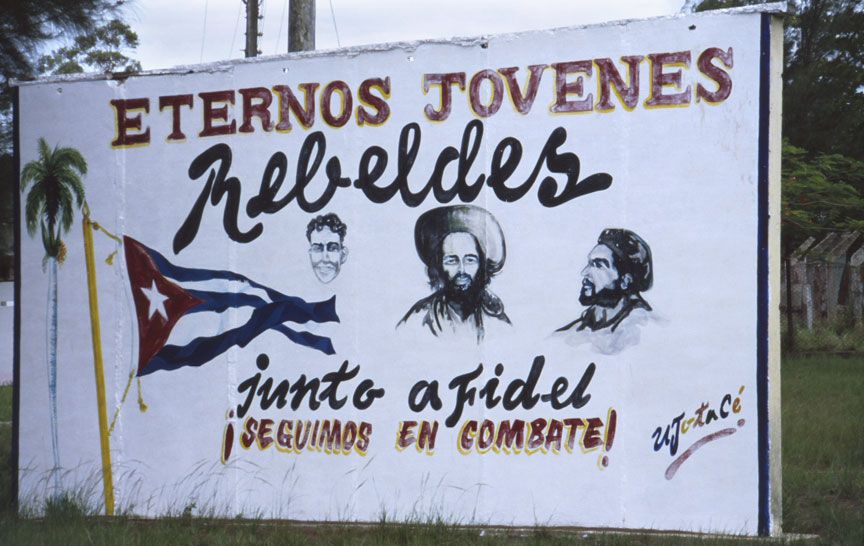 ETERNOS JOVENES
Rebeldes
junto a Fidel
¡SEGUIMOS EN COMBATE!
UJotaCé